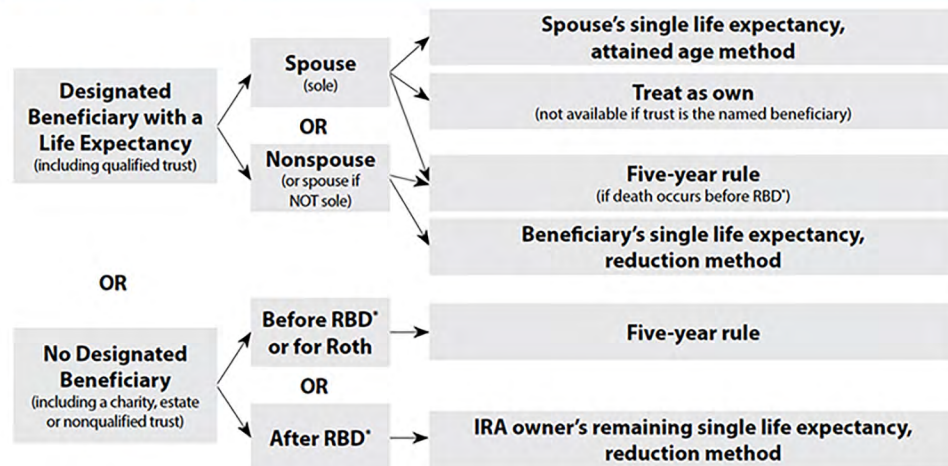 Designated
Beneficiary with a
Life Expectancy
(including qualified trust)
Spouse
(sole)
OR
Nonspouse
(or spouse if
NOT sole)
Spouse's single life expectancy,
attained age method
Treat as own
(not available if trust is the named beneficiary)
Five-year rule
(if death occurs before RBD*)
Beneficiary's single life expectancy,
reduction method
OR
No Designated
Beneficiary
(including a charity, estate
or nonqualified trust)
Before RBD*
or for Roth
OR
After RBD*
Five-year rule
IRA owner's remaining single life expectancy,
reduction method